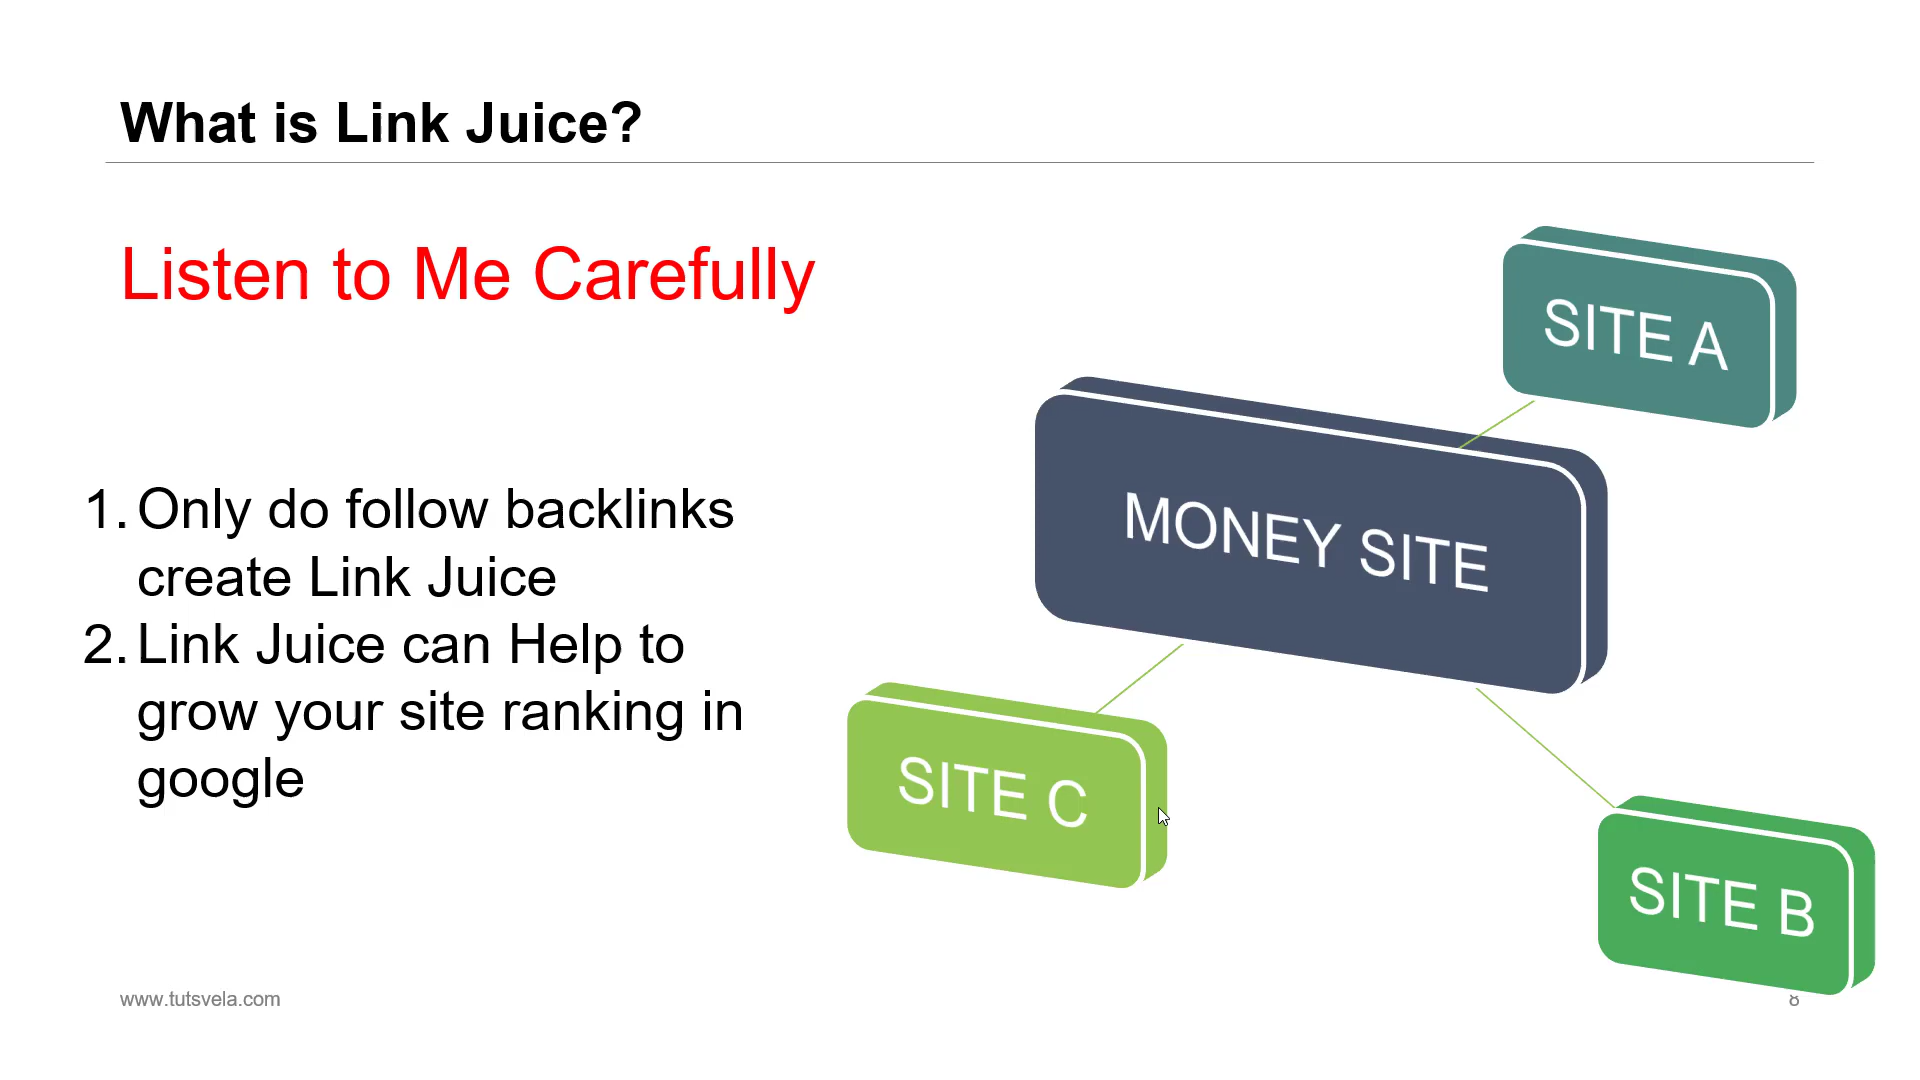 What is Link Juice?
Listen to Me Carefully
1. Only do follow backlinks
create Link Juice
2. Link Juice can Help to
grow your site ranking in
google
SITE A
MONEY SITE
SITE C
SITE B
www.tutsvela.com
8